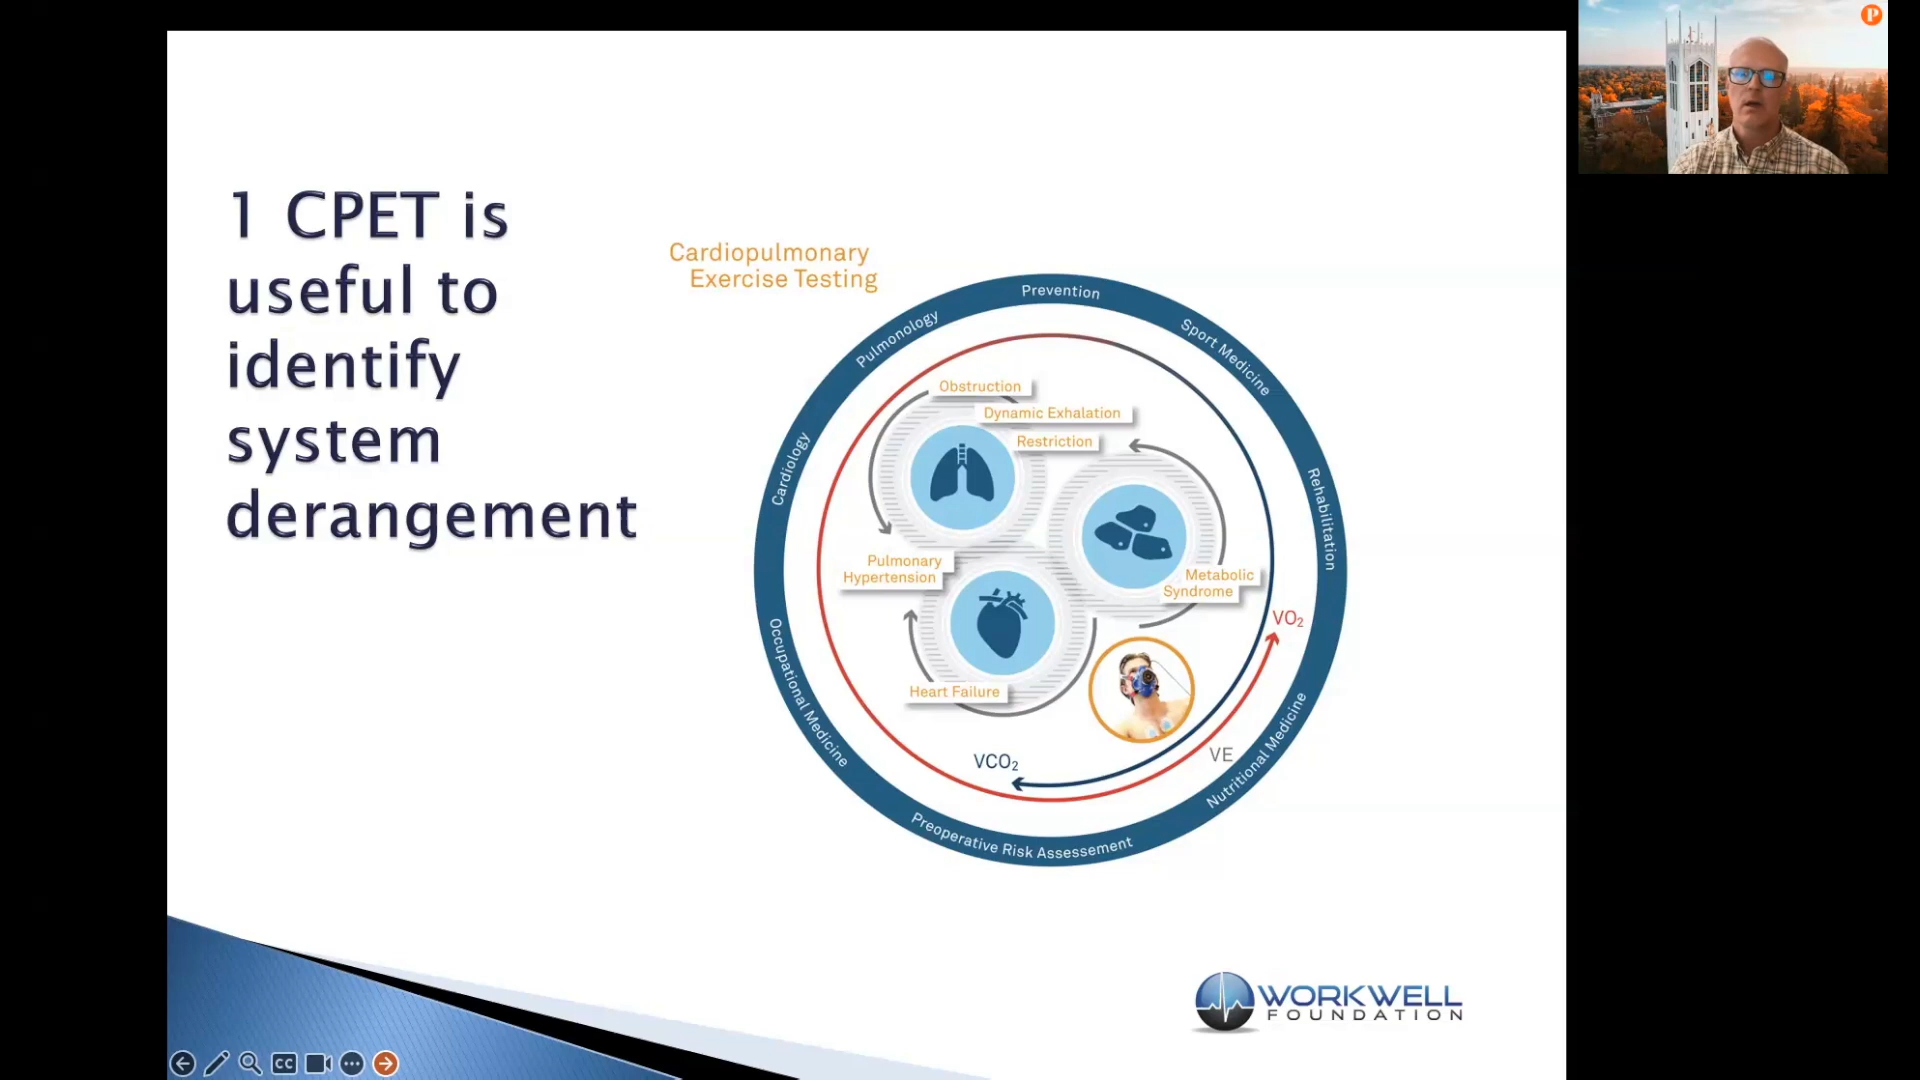 1 CPET is
useful to
identify
system
derangement
Cardiopulmonary
Exercise Testing
Prevention
Sport Medicine
Rehabilitation
Nutritional Medicine
Preoperative Risk Assessement
Occupational Medicine
Cardiology
Pulmonology
Obstruction
Dynamic Exhalation
Restriction
Pulmonary
Hypertension
Metabolic
Syndrome
Heart Failure
VO₂
VE
VCO₂
WORKWELL
FOUNDATION
CC
P